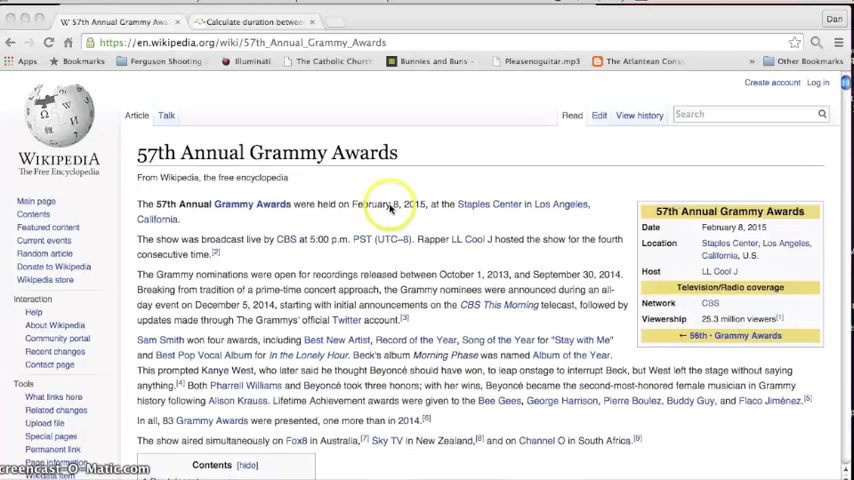 57th Annual Grammy Awa
Calculate duration betwee
Dan
https://en.wikipedia.org/wiki/57th_Annual_Grammy_Awards
Apps Bookmarks Ferguson Shooting Illuminati The Catholic Churc Bunnies and Buns - Pleasenoguitar.mp3 The Atlantean Cons » Other Bookmarks
Create account Log in
Article Talk Read Edit View history Search
WIKIPEDIA
The Free Encyclopedia
Main page
Contents
Featured content
Current events
Random article
Donate to Wikipedia
Wikipedia store
Interaction
Help
About Wikipedia
Community portal
Recent changes
Contact page
Tools
What links here
Related changes
Upload file
Special pages
Permanent link
Page information
Wikidata item
57th Annual Grammy Awards
From Wikipedia, the free encyclopedia
The 57th Annual Grammy Awards were held on February 8, 2015, at the Staples Center in Los Angeles,
California.
The show was broadcast live by CBS at 5:00 p.m. PST (UTC–8). Rapper LL Cool J hosted the show for the fourth
consecutive time.[2]
The Grammy nominations were open for recordings released between October 1, 2013, and September 30, 2014.
Breaking from tradition of a prime-time concert approach, the Grammy nominees were announced during an all-
day event on December 5, 2014, starting with initial announcements on the CBS This Morning telecast, followed by
updates made through The Grammys' official Twitter account.[3]
Sam Smith won four awards, including Best New Artist, Record of the Year, Song of the Year for "Stay with Me"
and Best Pop Vocal Album for In the Lonely Hour. Beck's album Morning Phase was named Album of the Year.
This prompted Kanye West, who later said he thought Beyoncé should have won, to leap onstage to interrupt Beck, but West left the stage without saying
anything.[4] Both Pharrell Williams and Beyoncé took three honors; with her wins, Beyoncé became the second-most-honored female musician in Grammy
history following Alison Krauss. Lifetime Achievement awards were given to the Bee Gees, George Harrison, Pierre Boulez, Buddy Guy, and Flaco Jiménez.[5]
In all, 83 Grammy Awards were presented, one more than in 2014.[6]
The show aired simultaneously on Fox8 in Australia,[7] Sky TV in New Zealand,[8] and on Channel O in South Africa.[9]
Contents [hide]
57th Annual Grammy Awards
Date February 8, 2015
Location Staples Center, Los Angeles,
California, U.S.
Host LL Cool J
Television/Radio coverage
Network CBS
Viewership 25.3 million viewers[1]
← 56th · Grammy Awards
creencast-O-Matic.com